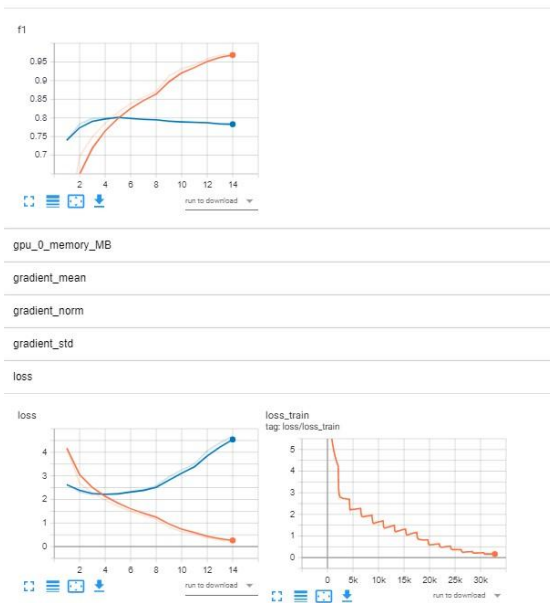 f1
0.95
0.9
0.85
0.8
0.75
0.7
2 4 6 8 10 12 14
run to download
gpu_0_memory_MB
gradient_mean
gradient_norm
gradient_std
loss
loss
4
3
2
1
0
2 4 6 8 10 12 14
run to download
loss_train
tag: loss/loss_train
5
4
3
2
1
0
0 5k 10k 15k 20k 25k 30k
run to download